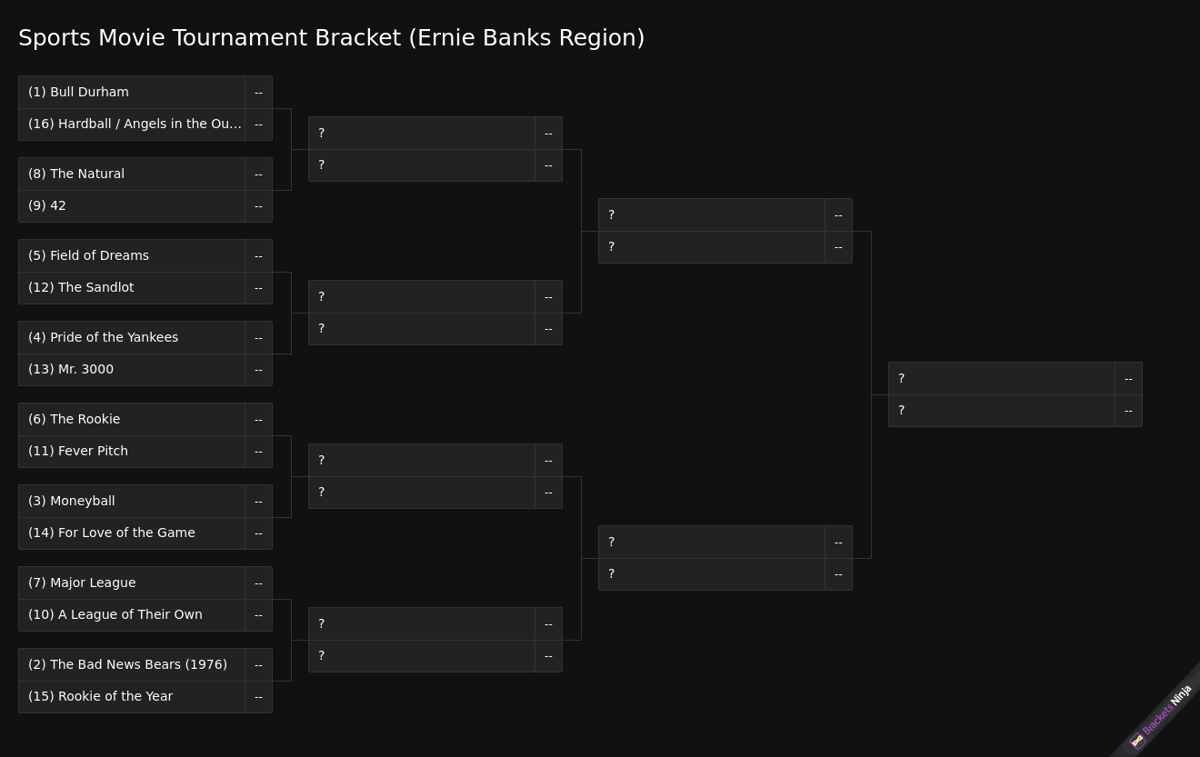 Sports Movie Tournament Bracket (Ernie Banks Region)
(1) Bull Durham --
(16) Hardball / Angels in the Ou... --
(8) The Natural --
(9) 42 --
(5) Field of Dreams --
(12) The Sandlot --
(4) Pride of the Yankees --
(13) Mr. 3000 --
(6) The Rookie --
(11) Fever Pitch --
(3) Moneyball --
(14) For Love of the Game --
(7) Major League --
(10) A League of Their Own --
(2) The Bad News Bears (1976) --
(15) Rookie of the Year --
? --
? --
? --
? --
? --
? --
? --
? --
? --
? --
? --
? --
? --
? --
Brackets Ninja